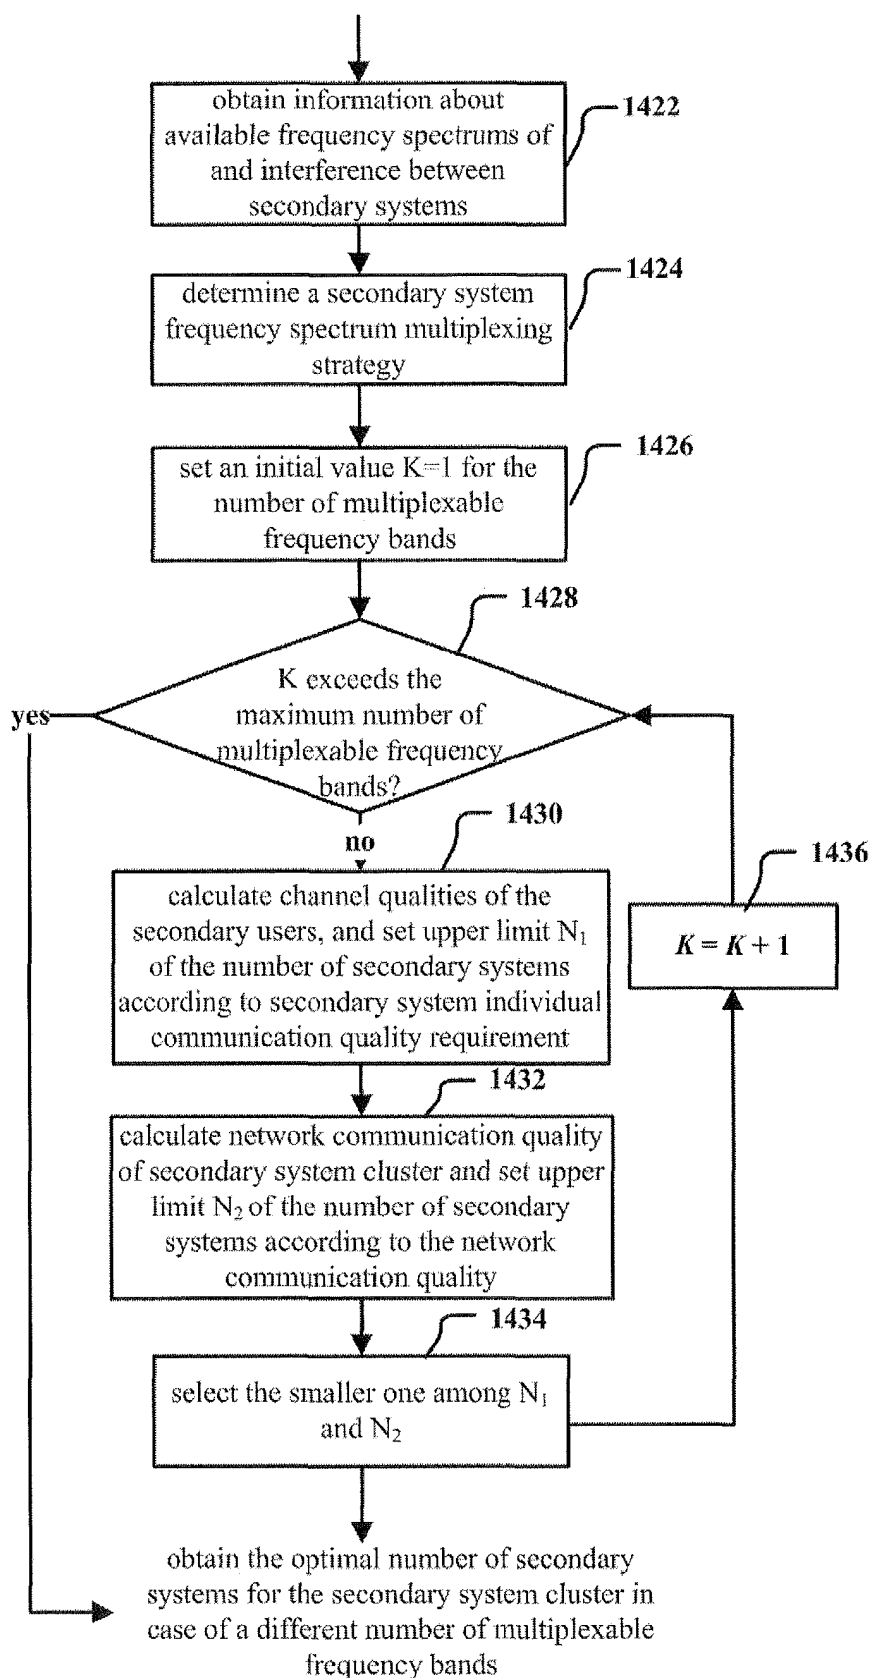 obtain information about
available frequency spectrums of
and interference between
secondary systems
1422
determine a secondary system
frequency spectrum multiplexing
strategy
1424
set an initial value K=1 for the
number of multiplexable
frequency bands
1426
1428
K exceeds the
maximum number of
multiplexable frequency
bands?
yes
no
1430
calculate channel qualities of the
secondary users, and set upper limit N₁
of the number of secondary systems
according to secondary system individual
communication quality requirement
1436
K = K + 1
1432
calculate network communication quality
of secondary system cluster and set upper
limit N₂ of the number of secondary
systems according to the network
communication quality
1434
select the smaller one among N₁
and N₂
obtain the optimal number of secondary
systems for the secondary system cluster in
case of a different number of multiplexable
frequency bands